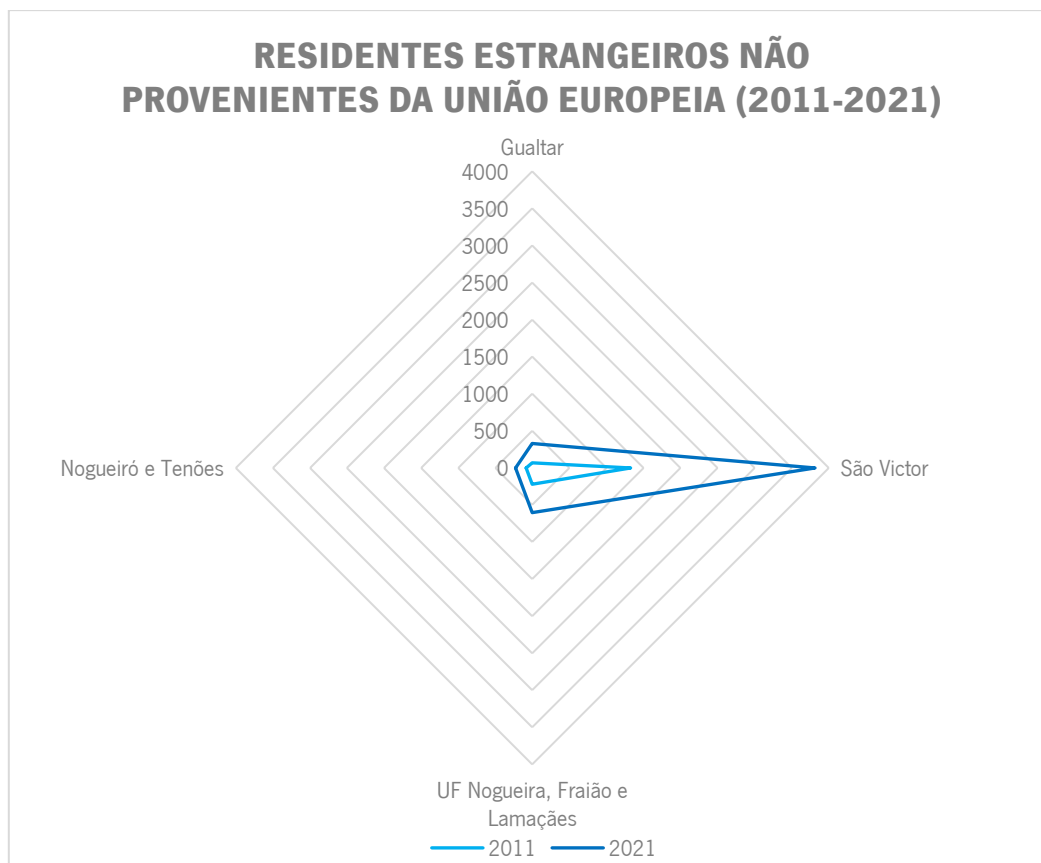 RESIDENTES ESTRANGEIROS NÃO
PROVENIENTES DA UNIÃO EUROPEIA (2011-2021)
Gualtar
4000
3500
3000
2500
2000
1500
1000
500
0
Nogueiró e Tenões
São Victor
UF Nogueira, Fraião e
Lamaçães
2011 2021